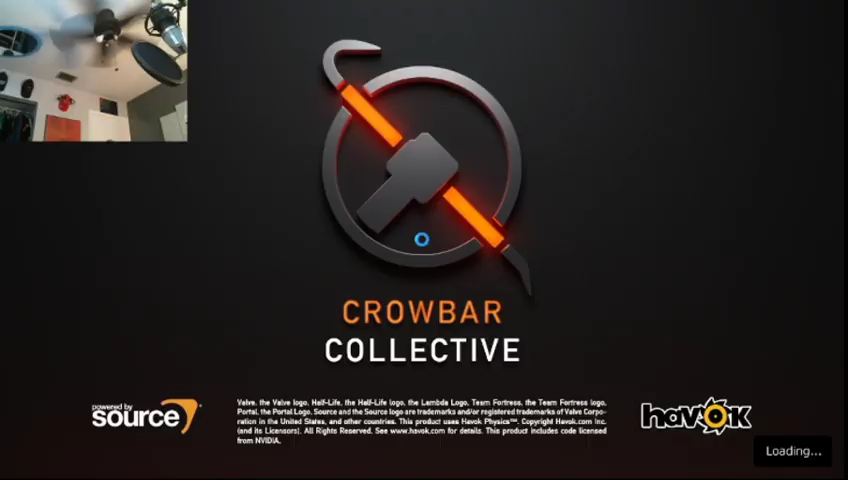 CROWBAR
COLLECTIVE
powered by
source
Valve, the Valve logo, Half-Life, the Half-Life logo, the Lambda Logo, Team Fortress, the Team Fortress logo,
Portal, the Portal Logo, Source and the Source logo are trademarks and/or registered trademarks of Valve Corpo-
ration in the United States, and other countries. This product uses Havok Physics™. Copyright Havok.com Inc.
(and its Licensors). All Rights Reserved. See www.havok.com for details. This product includes code licensed
from NVIDIA.
havok
Loading...